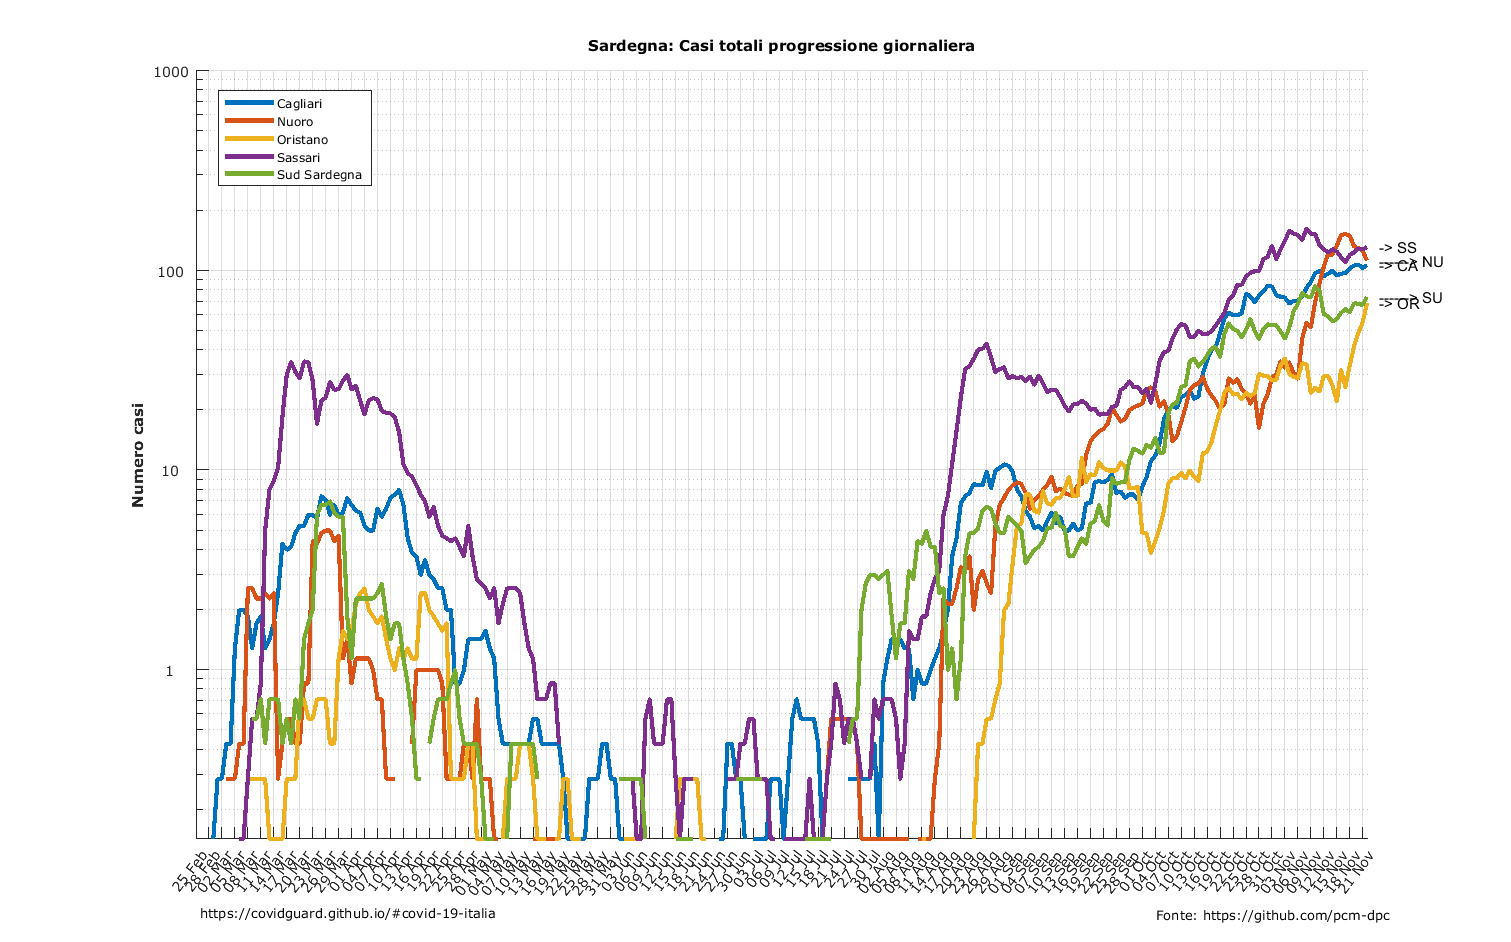 Sardegna: Casi totali progressione giornaliera
1000
100
10
1
Numero casi
Cagliari
Nuoro
Oristano
Sassari
Sud Sardegna
-> SS
-----> NU
-> CA
-----> SU
-> OR
25 Feb
28 Feb
02 Mar
05 Mar
08 Mar
11 Mar
14 Mar
17 Mar
20 Mar
23 Mar
26 Mar
29 Mar
01 Apr
04 Apr
07 Apr
10 Apr
13 Apr
16 Apr
19 Apr
22 Apr
25 Apr
28 Apr
01 May
04 May
07 May
10 May
13 May
16 May
19 May
22 May
25 May
28 May
31 May
03 Jun
06 Jun
09 Jun
12 Jun
15 Jun
18 Jun
21 Jun
24 Jun
27 Jun
30 Jun
03 Jul
06 Jul
09 Jul
12 Jul
15 Jul
18 Jul
21 Jul
24 Jul
27 Jul
30 Jul
02 Aug
05 Aug
08 Aug
11 Aug
14 Aug
17 Aug
20 Aug
23 Aug
26 Aug
29 Aug
01 Sep
04 Sep
07 Sep
10 Sep
13 Sep
16 Sep
19 Sep
22 Sep
25 Sep
28 Sep
01 Oct
04 Oct
07 Oct
10 Oct
13 Oct
16 Oct
19 Oct
22 Oct
25 Oct
28 Oct
31 Oct
03 Nov
06 Nov
09 Nov
12 Nov
15 Nov
18 Nov
21 Nov
https://covidguard.github.io/#covid-19-italia
Fonte: https://github.com/pcm-dpc